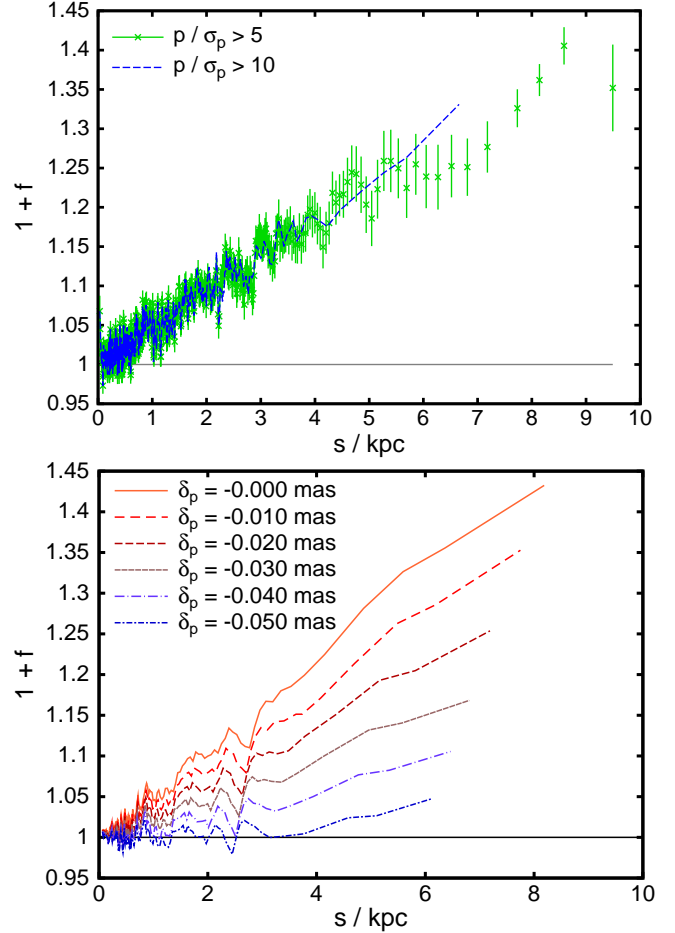 1.45
1.4
1.35
1.3
1.25
1.2
1.15
1.1
1.05
1
0.95
1 + f
p / σp > 5
p / σp > 10
0 1 2 3 4 5 6 7 8 9 10
s / kpc
1.45
1.4
1.35
1.3
1.25
1.2
1.15
1.1
1.05
1
0.95
1 + f
δp = -0.000 mas
δp = -0.010 mas
δp = -0.020 mas
δp = -0.030 mas
δp = -0.040 mas
δp = -0.050 mas
0 2 4 6 8 10
s / kpc